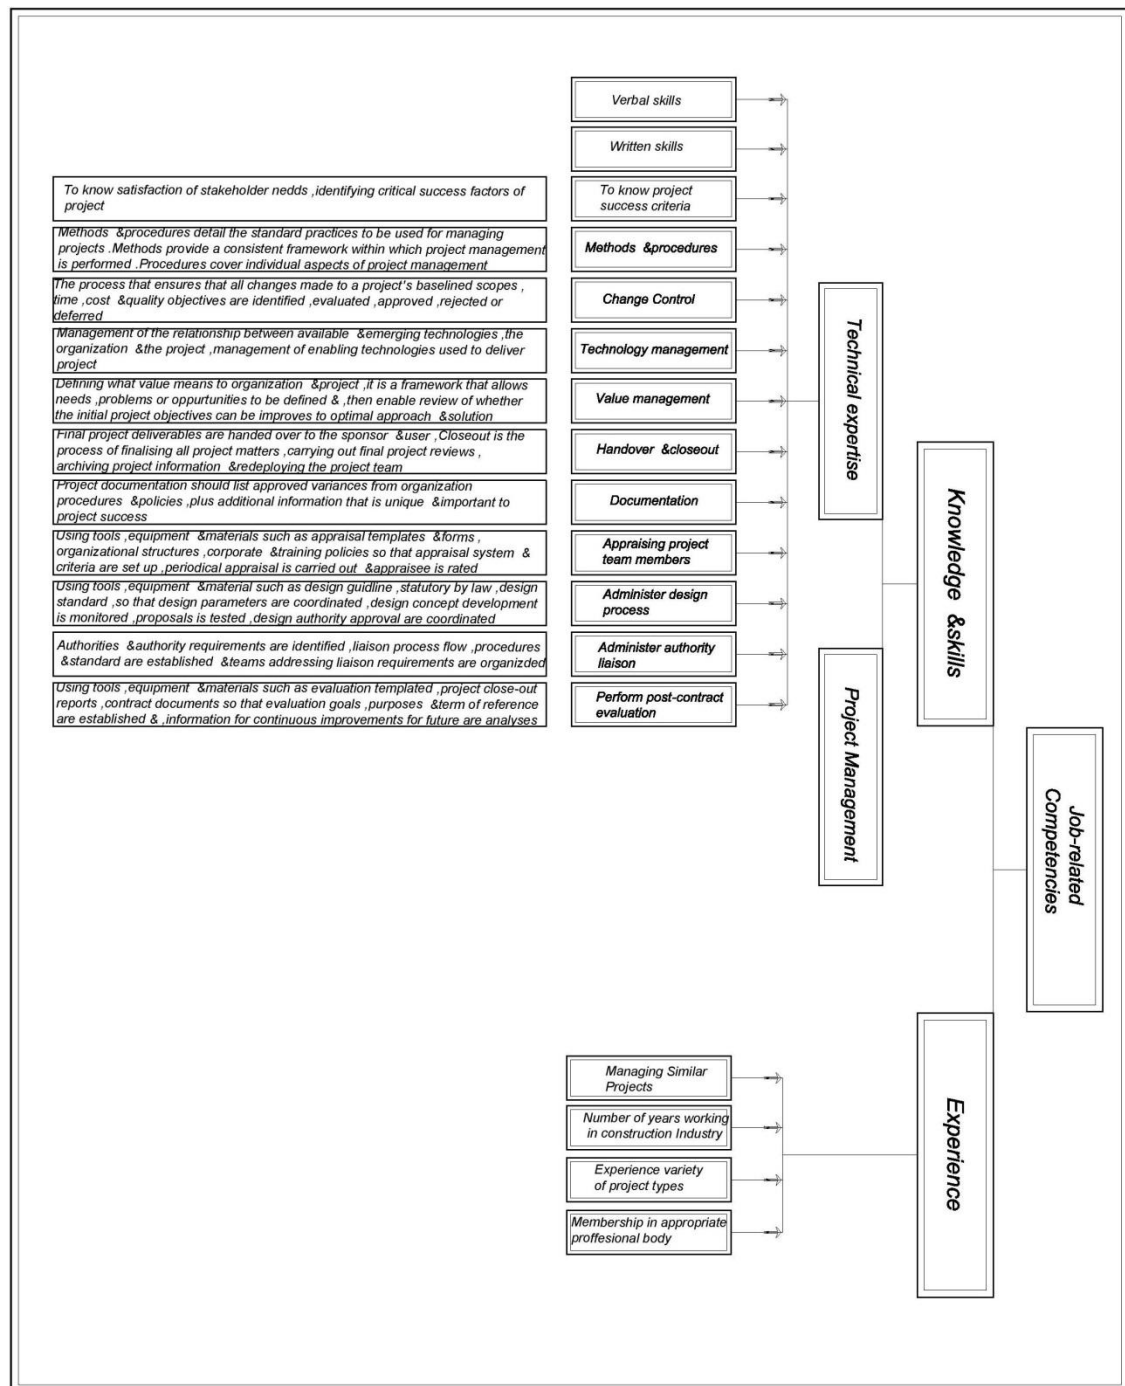 Job-related
Competencies
Knowledge &skills
Technical expertise
Verbal skills
Written skills
To know project
success criteria
To know satisfaction of stakeholder nedds ,identifying critical success factors of
project
Methods &procedures
Methods &procedures detail the standard practices to be used for managing
projects .Methods provide a consistent framework within which project management
is performed .Procedures cover individual aspects of project management
Change Control
The process that ensures that all changes made to a project's baselined scopes ,
time ,cost &quality objectives are identified ,evaluated ,approved ,rejected or
deferred
Technology management
Management of the relationship between available &emerging technologies ,the
organization &the project ,management of enabling technologies used to deliver
project
Value management
Defining what value means to organization &project ,it is a framework that allows
needs ,problems or oppurtunities to be defined & ,then enable review of whether
the initial project objectives can be improves to optimal approach &solution
Handover &closeout
Final project deliverables are handed over to the sponsor &user ,Closeout is the
process of finalising all project matters ,carrying out final project reviews ,
archiving project information &redeploying the project team
Documentation
Project documentation should list approved variances from organization
procedures &policies ,plus additional information that is unique &important to
project success
Appraising project
team members
Using tools ,equipment &materials such as appraisal templates &forms ,
organizational structures ,corporate &training policies so that appraisal system &
criteria are set up ,periodical appraisal is carried out &appraisee is rated
Administer design
process
Using tools ,equipment &material such as design guidline ,statutory by law ,design
standard ,so that design parameters are coordinated ,design concept development
is monitored ,proposals is tested ,design authority approval are coordinated
Administer authority
liaison
Authorities &authority requirements are identified ,liaison process flow ,procedures
&standard are established &teams addressing liaison requirements are organizded
Perform post-contract
evaluation
Using tools ,equipment &materials such as evaluation templated ,project close-out
reports ,contract documents so that evaluation goals ,purposes &term of reference
are established & ,information for continuous improvements for future are analyses
Project Management
Experience
Managing Similar
Projects
Number of years working
in construction Industry
Experience variety
of project types
Membership in appropriate
proffesional body